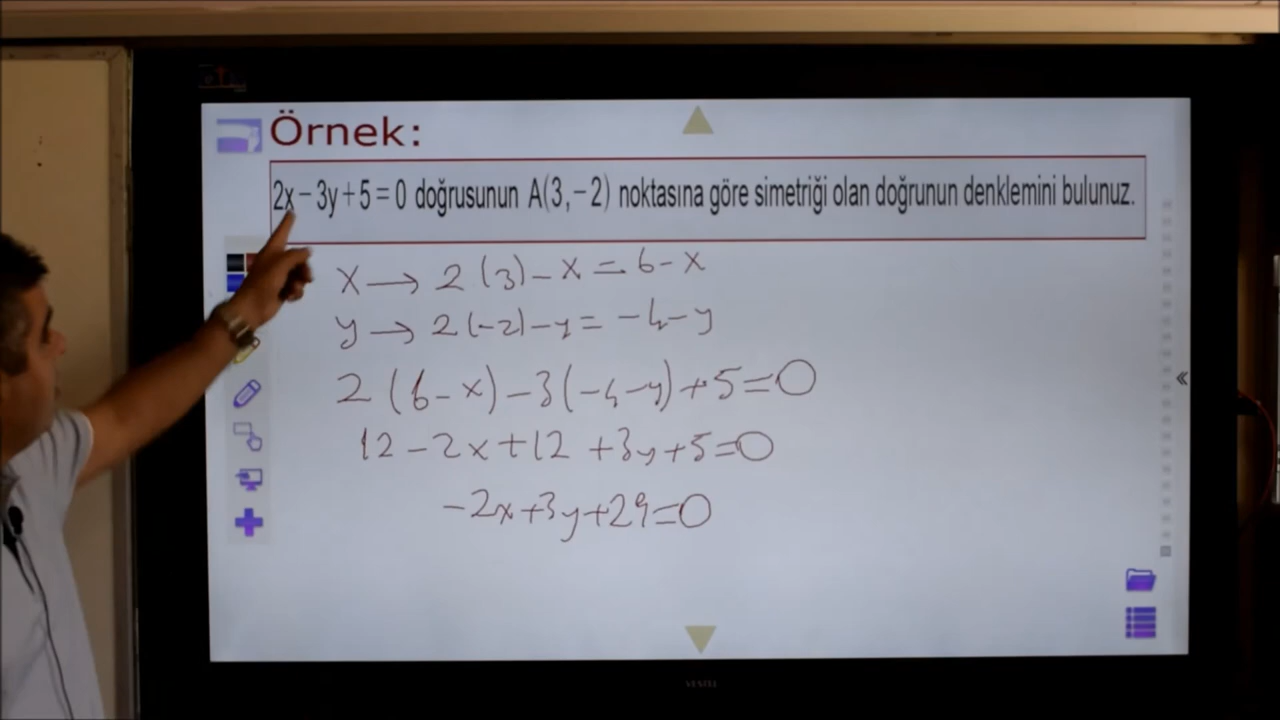 Örnek:
2x-3y+5=0 doğrusunun A(3,-2) noktasına göre simetriği olan doğrunun denklemini bulunuz.
x → 2(3)-x=6-x
y → 2(-2)-y=-4-y
2(6-x)-3(-4-y)+5=0
12-2x+12+3y+5=0
-2x+3y+29=0
VESTEL